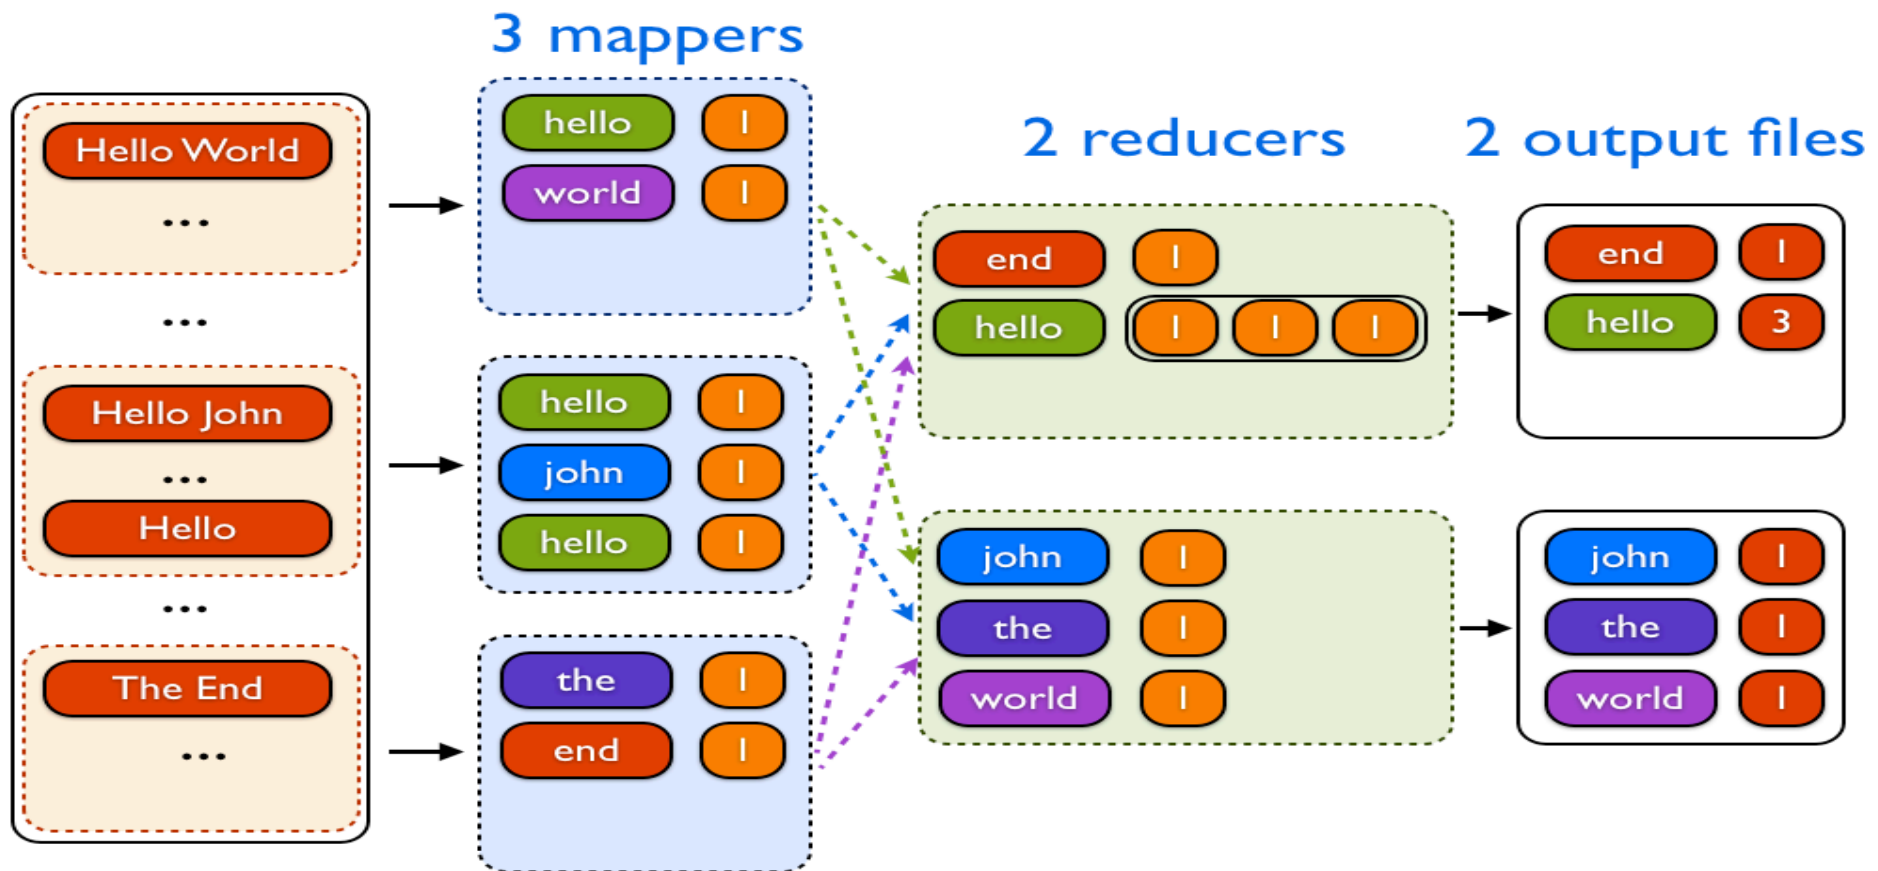 3 mappers
2 reducers
2 output files
Hello World
...
...
Hello John
...
Hello
...
The End
...
hello 1
world 1
hello 1
john 1
hello 1
the 1
end 1
end 1
hello 1 1 1
john 1
the 1
world 1
end 1
hello 3
john 1
the 1
world 1